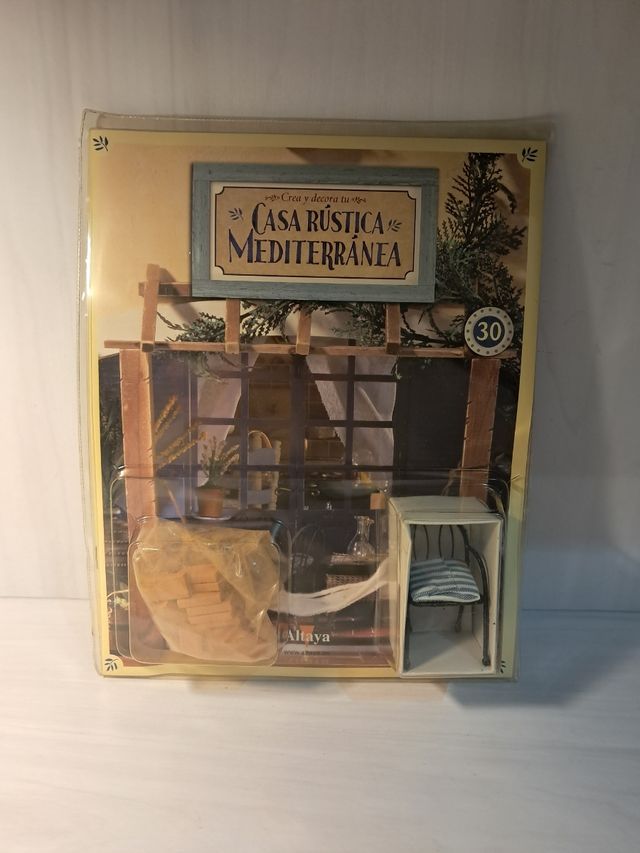 Crea y decora tu
CASA RÚSTICA
MEDITERRÁNEA
30
Altaya